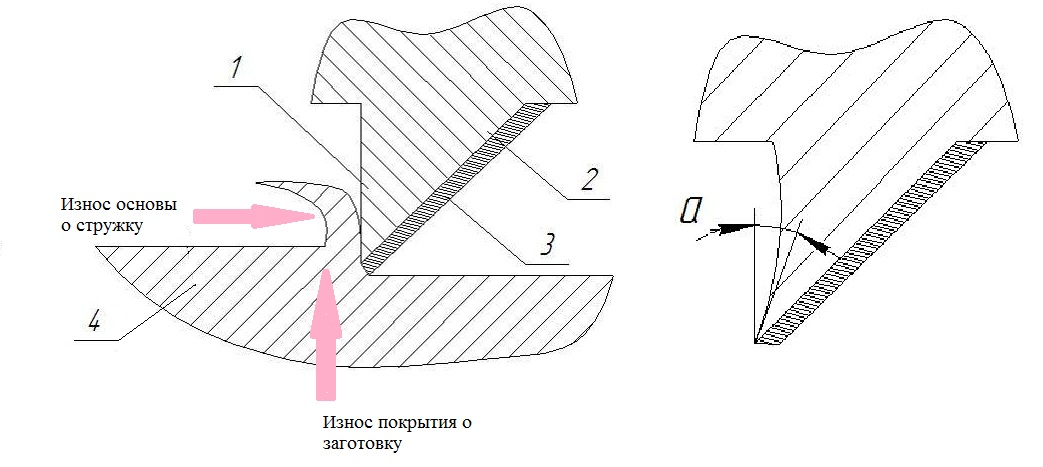 1
2
Износ основы
о стружку
3
4
Износ покрытия о
заготовку
α